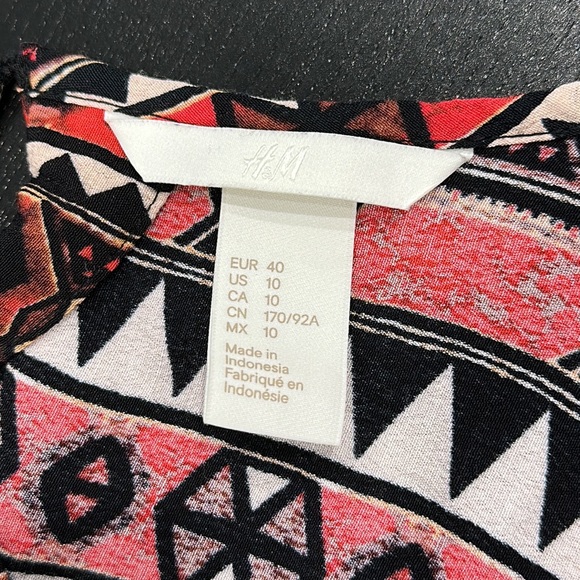 H&M
EUR 40
US 10
CA 10
CN 170/92A
MX 10
Made in
Indonesia
Fabriqué en
Indonésie